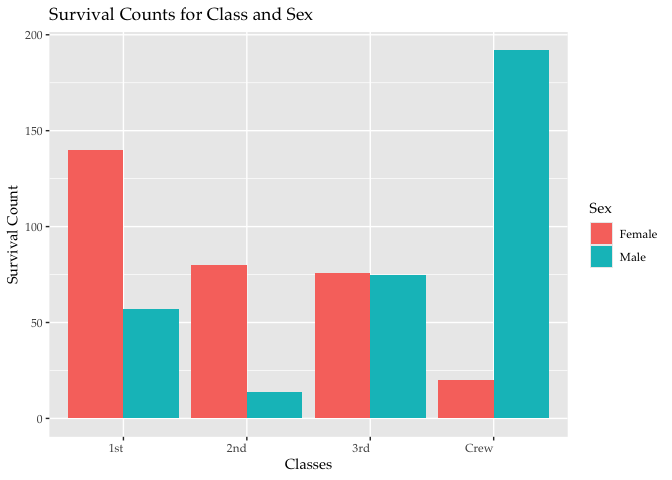 Survival Counts for Class and Sex
200
150
100
50
0
Survival Count
1st
2nd
3rd
Crew
Classes
Sex
Female
Male